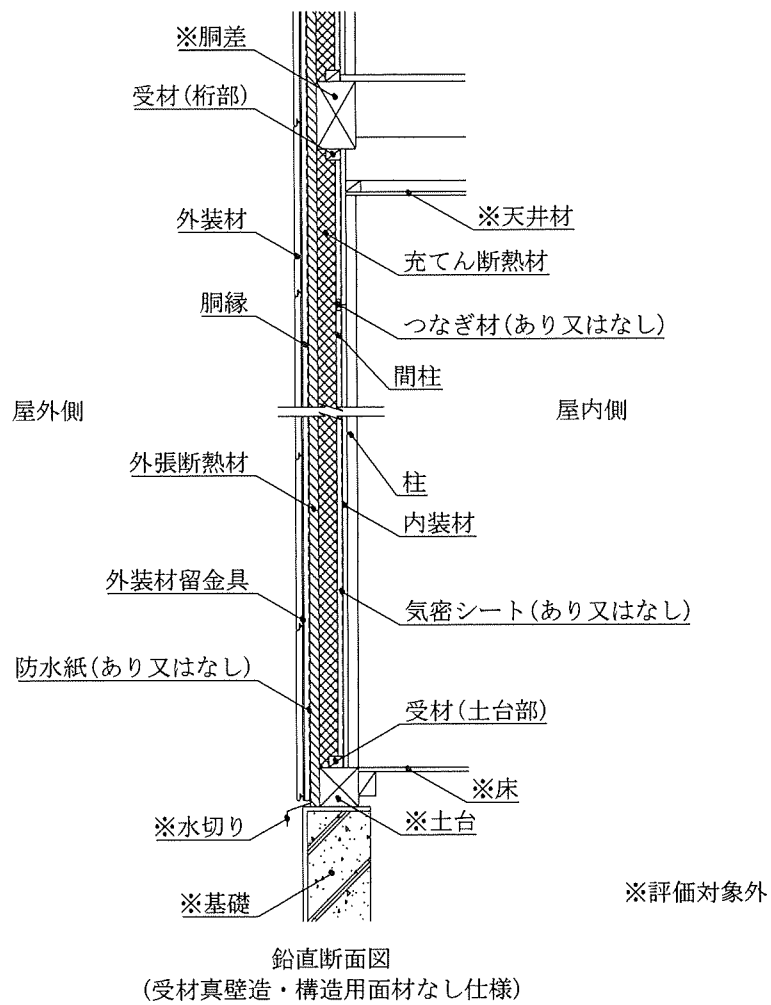 ※胴差
受材(桁部)
※天井材
外装材
充てん断熱材
胴縁
つなぎ材(あり又はなし)
間柱
屋外側
屋内側
外張断熱材
柱
内装材
外装材留金具
気密シート(あり又はなし)
防水紙(あり又はなし)
受材(土台部)
※床
※水切り
※土台
※基礎
※評価対象外
鉛直断面図
(受材真壁造・構造用面材なし仕様)